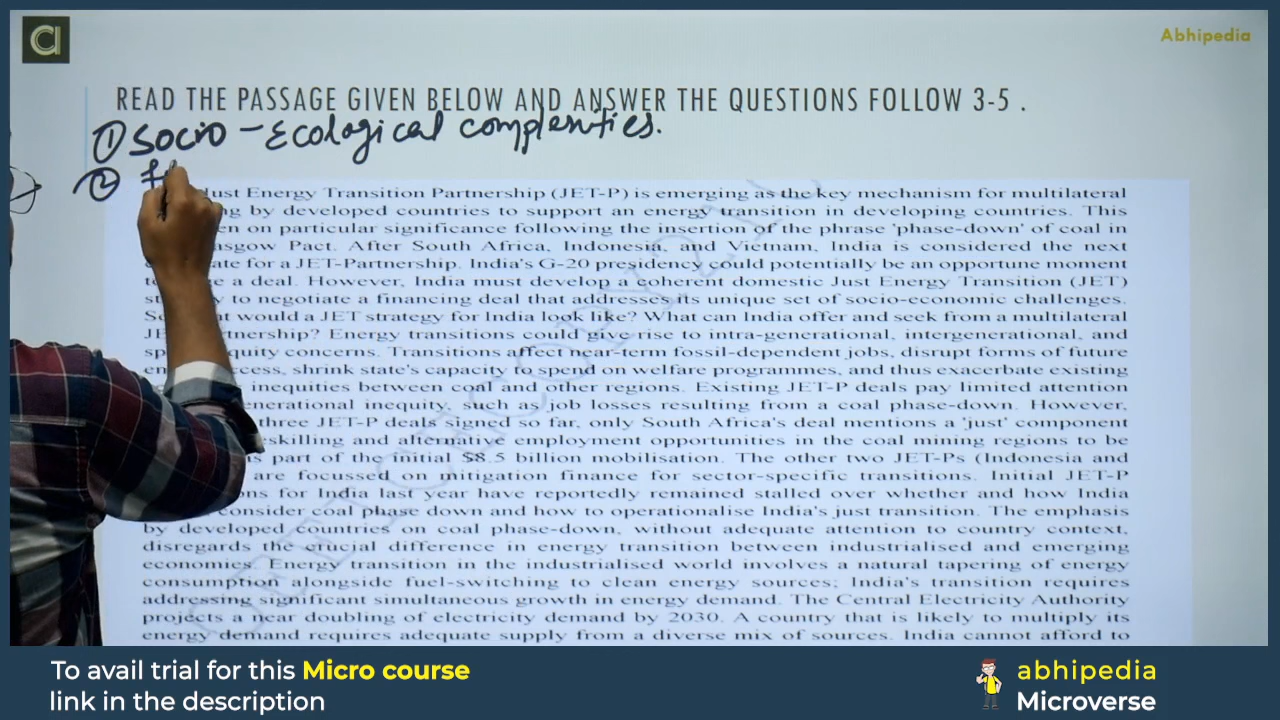 Abhipedia
READ THE PASSAGE GIVEN BELOW AND ANSWER THE QUESTIONS FOLLOW 3-5 .
① Socio - Ecological complexities.
②
Just Energy Transition Partnership (JET-P) is emerging as the key mechanism for multilateral
by developed countries to support an energy transition in developing countries. This
on particular significance following the insertion of the phrase 'phase-down' of coal in
Pact. After South Africa, Indonesia, and Vietnam, India is considered the next
for a JET-Partnership. India's G-20 presidency could potentially be an opportune moment
a deal. However, India must develop a coherent domestic Just Energy Transition (JET)
to negotiate a financing deal that addresses its unique set of socio-economic challenges.
would a JET strategy for India look like? What can India offer and seek from a multilateral
Energy transitions could give rise to intra-generational, intergenerational, and
concerns. Transitions affect near-term fossil-dependent jobs, disrupt forms of future
shrink state's capacity to spend on welfare programmes, and thus exacerbate existing
inequities between coal and other regions. Existing JET-P deals pay limited attention
inequity, such as job losses resulting from a coal phase-down. However,
three JET-P deals signed so far, only South Africa's deal mentions a 'just' component
and alternative employment opportunities in the coal mining regions to be
part of the initial $8.5 billion mobilisation. The other two JET-Ps (Indonesia and
are focussed on mitigation finance for sector-specific transitions. Initial JET-P
for India last year have reportedly remained stalled over whether and how India
consider coal phase down and how to operationalise India's just transition. The emphasis
by developed countries on coal phase-down, without adequate attention to country context,
disregards the crucial difference in energy transition between industrialised and emerging
economies. Energy transition in the industrialised world involves a natural tapering of energy
consumption alongside fuel-switching to clean energy sources; India's transition requires
addressing significant simultaneous growth in energy demand. The Central Electricity Authority
projects a near doubling of electricity demand by 2030. A country that is likely to multiply its
energy demand requires adequate supply from a diverse mix of sources. India cannot afford to
To avail trial for this Micro course
link in the description
abhipedia
Microverse